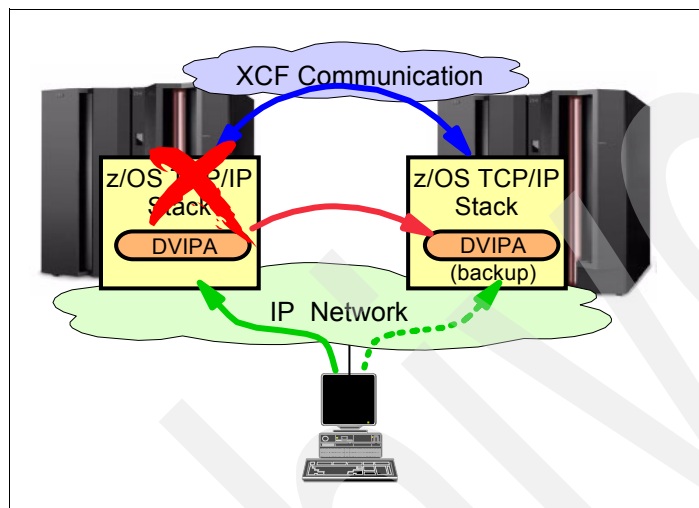 XCF Communication
z/OS TCP/IP
Stack
DVIPA
z/OS TCP/IP
Stack
DVIPA
(backup)
IP Network